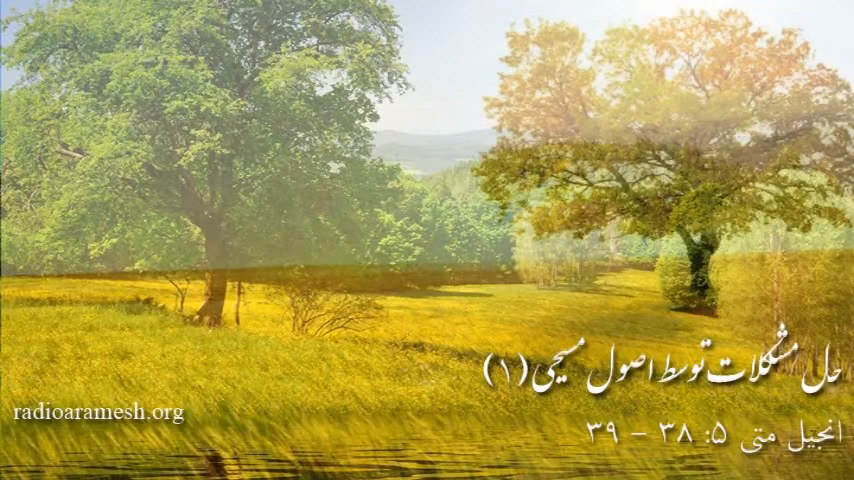 حل مشکلات توسط اصول مسیحی (۱)
radioaramesh.org
انجیل متی ۵: ۳۸ – ۳۹